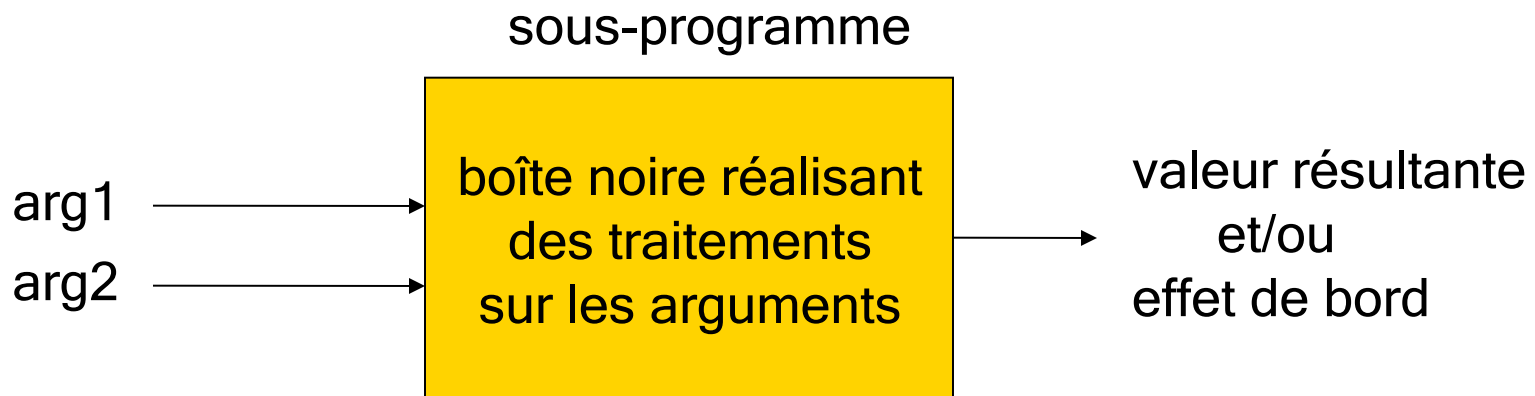 sous-programme
arg1
arg2
boîte noire réalisant
des traitements
sur les arguments
valeur résultante
et/ou
effet de bord